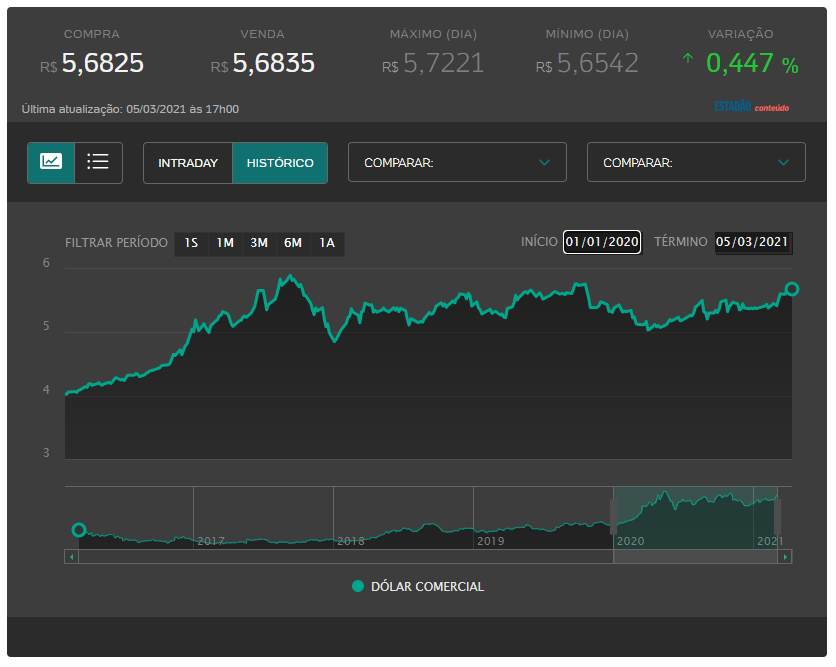 COMPRA VENDA MÁXIMO (DIA) MÍNIMO (DIA) VARIAÇÃO
R$ 5,6825 R$ 5,6835 R$ 5,7221 R$ 5,6542 ↑ 0,447 %
Última atualização: 05/03/2021 às 17h00 ESTADÃO conteúdo
INTRADAY HISTÓRICO COMPARAR: COMPARAR:
FILTRAR PERÍODO 1S 1M 3M 6M 1A INÍCIO 01/01/2020 TÉRMINO 05/03/2021
6
5
4
3
2017 2018 2019 2020 2021
DÓLAR COMERCIAL